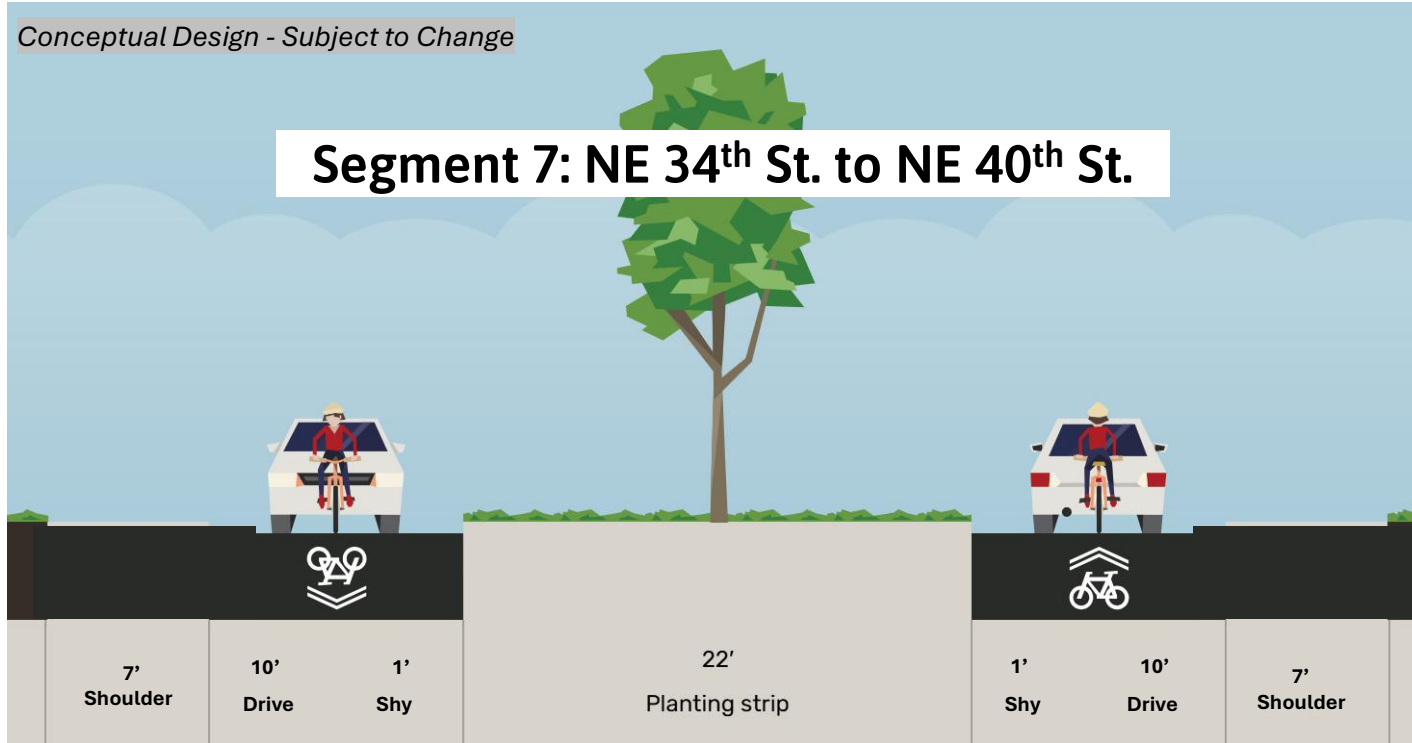 Conceptual Design - Subject to Change
Segment 7: NE 34th St. to NE 40th St.
7’
Shoulder
10’
Drive
1’
Shy
22′
Planting strip
1’
Shy
10’
Drive
7’
Shoulder